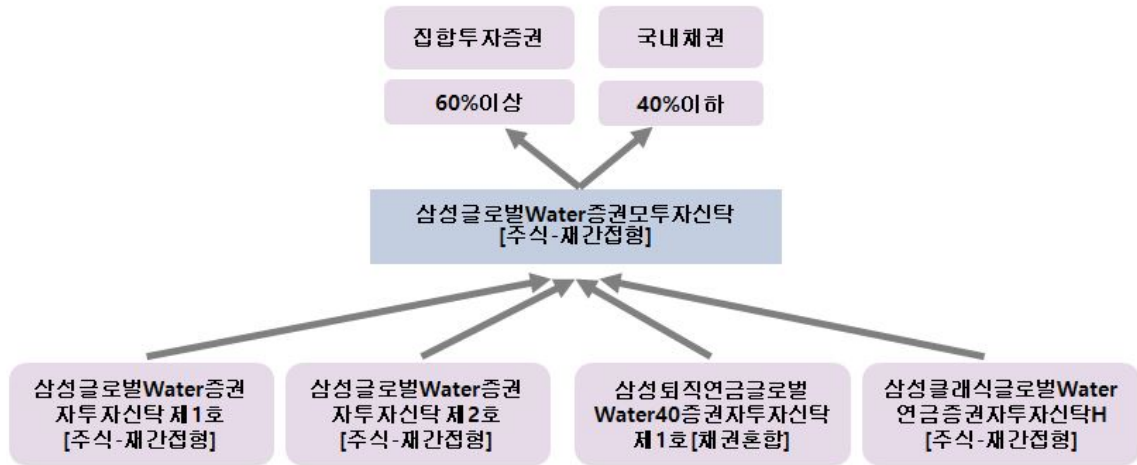 집합투자증권
국내채권
60%이상
40%이하
삼성글로벌Water증권모투자신탁
[주식-재간접형]
삼성글로벌Water증권
자투자신탁 제1호
[주식-재간접형]
삼성글로벌Water증권
자투자신탁 제2호
[주식-재간접형]
삼성퇴직연금글로벌
Water40증권자투자신탁
제1호[채권혼합]
삼성클래식글로벌Water
연금증권자투자신탁H
[주식-재간접형]